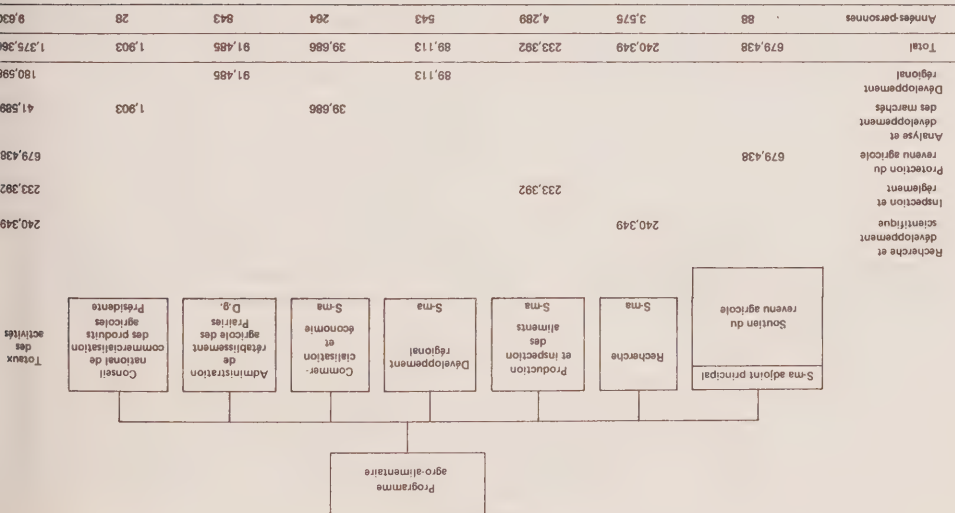 Programme
agro-alimentaire
S-ma adjoint principal
Soutien du
revenu agricole
Recherche
S-ma
Production
et inspection
des
aliments
S-ma
Développement
régional
S-ma
Commer-
cialisation
et
économie
S-ma
Administration
de
rétablissement
agricole des
Prairies
D.g.
Conseil
national de
commercialisation
des produits
agricoles
Présidente
Totaux
des
activités
Recherche et
développement
scientifique 240,349 240,349
Inspection et
règlement 233,392 233,392
Protection du
revenu agricole 679,438 679,438
Analyse et
développement
des marchés 39,686 1,903 41,589
Développement
régional 89,113 91,485 180,598
Total 679,438 240,349 233,392 89,113 39,686 91,485 1,903 1,375,366
Années-personnes 88 3,575 4,289 543 264 843 28 9,630